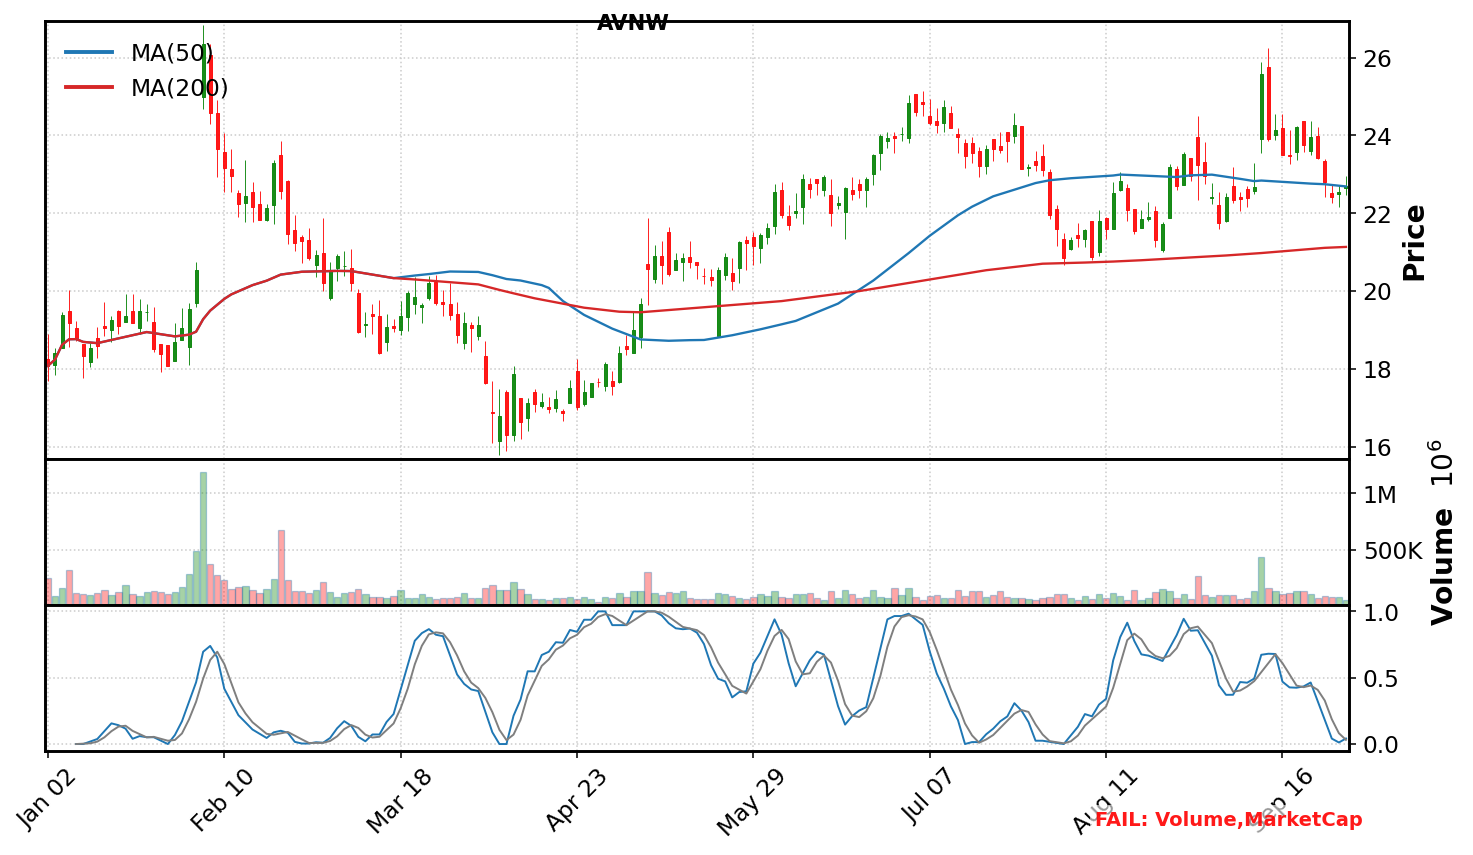 AVNW
MA(50)
MA(200)
26
24
22
20
18
16
Price
1M
500K
Volume 10⁶
1.0
0.5
0.0
Jan 02
Feb 10
Mar 18
Apr 23
May 29
Jul 07
Aug 11
Sep 16
FAIL: Volume,MarketCap